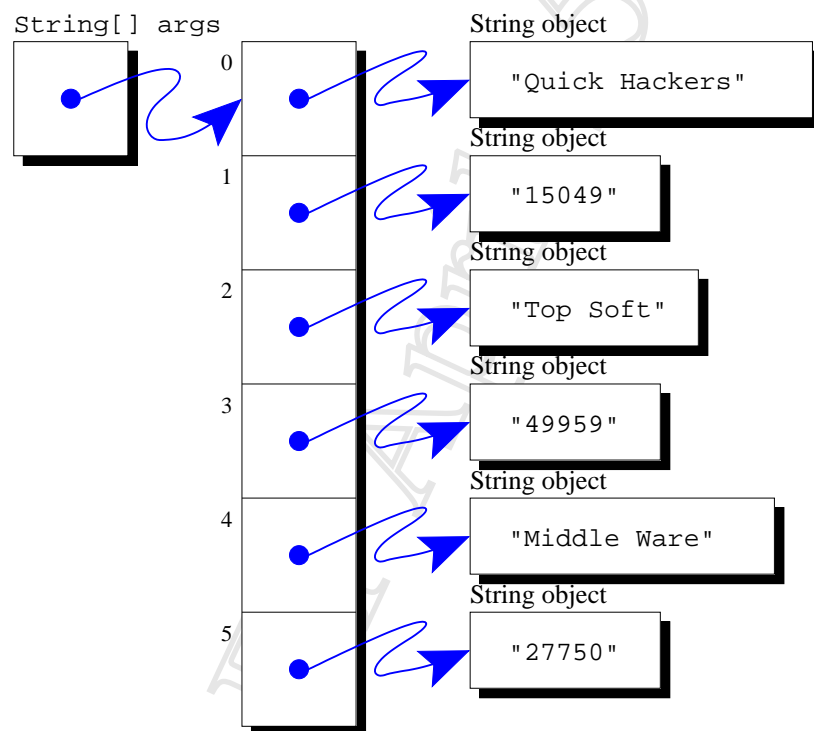 String[] args
String object
0
"Quick Hackers"
String object
1
"15049"
String object
2
"Top Soft"
String object
3
"49959"
String object
4
"Middle Ware"
String object
5
"27750"